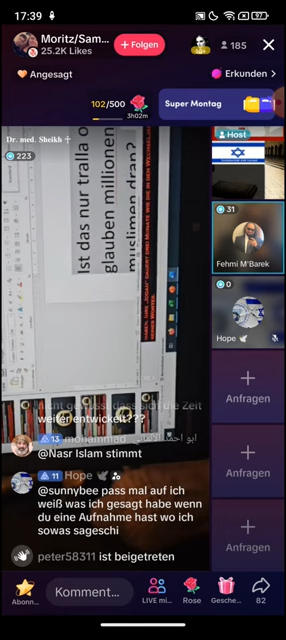 17:39
97
Moritz/Sam...
25.2K Likes
+ Folgen
185
Angesagt
Erkunden >
102/500
3h02m
Super Montag
Dr. med. Sheikh
223
Ist das nur tralla o
glauben millionen
muslimen dran?
Host
31
Fehmi M'Barek
0
Hope
Anfragen
Anfragen
Anfragen
weiterentwickelt???
13 mohammad
@Nasr Islam stimmt
11 Hope
@sunnybee pass mal auf ich
weiß was ich gesagt habe wenn
du eine Aufnahme hast wo ich
sowas sageschi
peter58311 ist beigetreten
Abonn...
Komment...
LIVE mi...
Rose
Gesche...
82